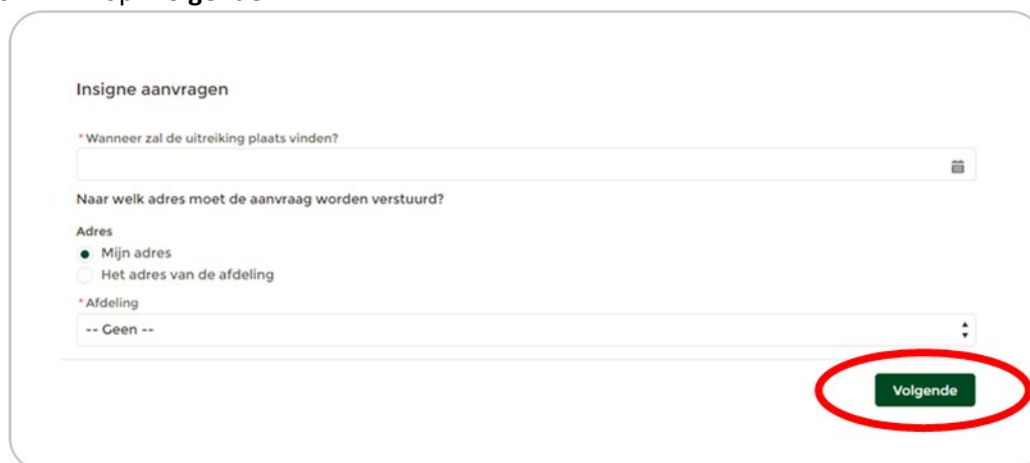 Insigne aanvragen
* Wanneer zal de uitreiking plaats vinden?
Naar welk adres moet de aanvraag worden verstuurd?
Adres
Mijn adres
Het adres van de afdeling
* Afdeling
-- Geen --
Volgende